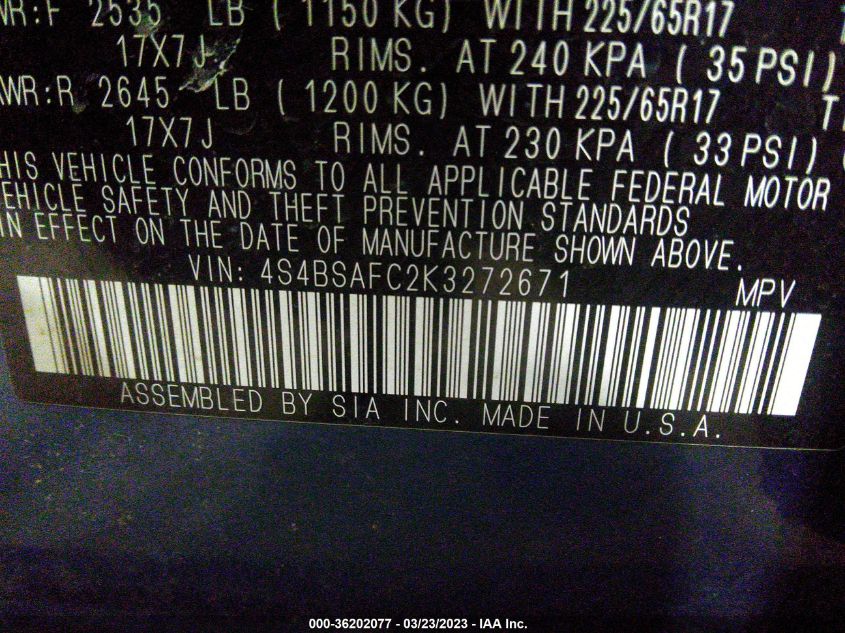 WR:F 2535 LB ( 1150 KG) WITH 225/65R17
17X7J RIMS. AT 240 KPA ( 35 PSI)
WR:R 2645 LB ( 1200 KG) WITH 225/65R17
17X7J RIMS. AT 230 KPA ( 33 PSI) (
HIS VEHICLE CONFORMS TO ALL APPLICABLE FEDERAL MOTOR
EHICLE SAFETY AND THEFT PREVENTION STANDARDS
IN EFFECT ON THE DATE OF MANUFACTURE SHOWN ABOVE.
VIN: 4S4BSAFC2K3272671 MPV
ASSEMBLED BY SIA INC. MADE IN U.S.A.
000-36202077 - 03/23/2023 - IAA Inc.